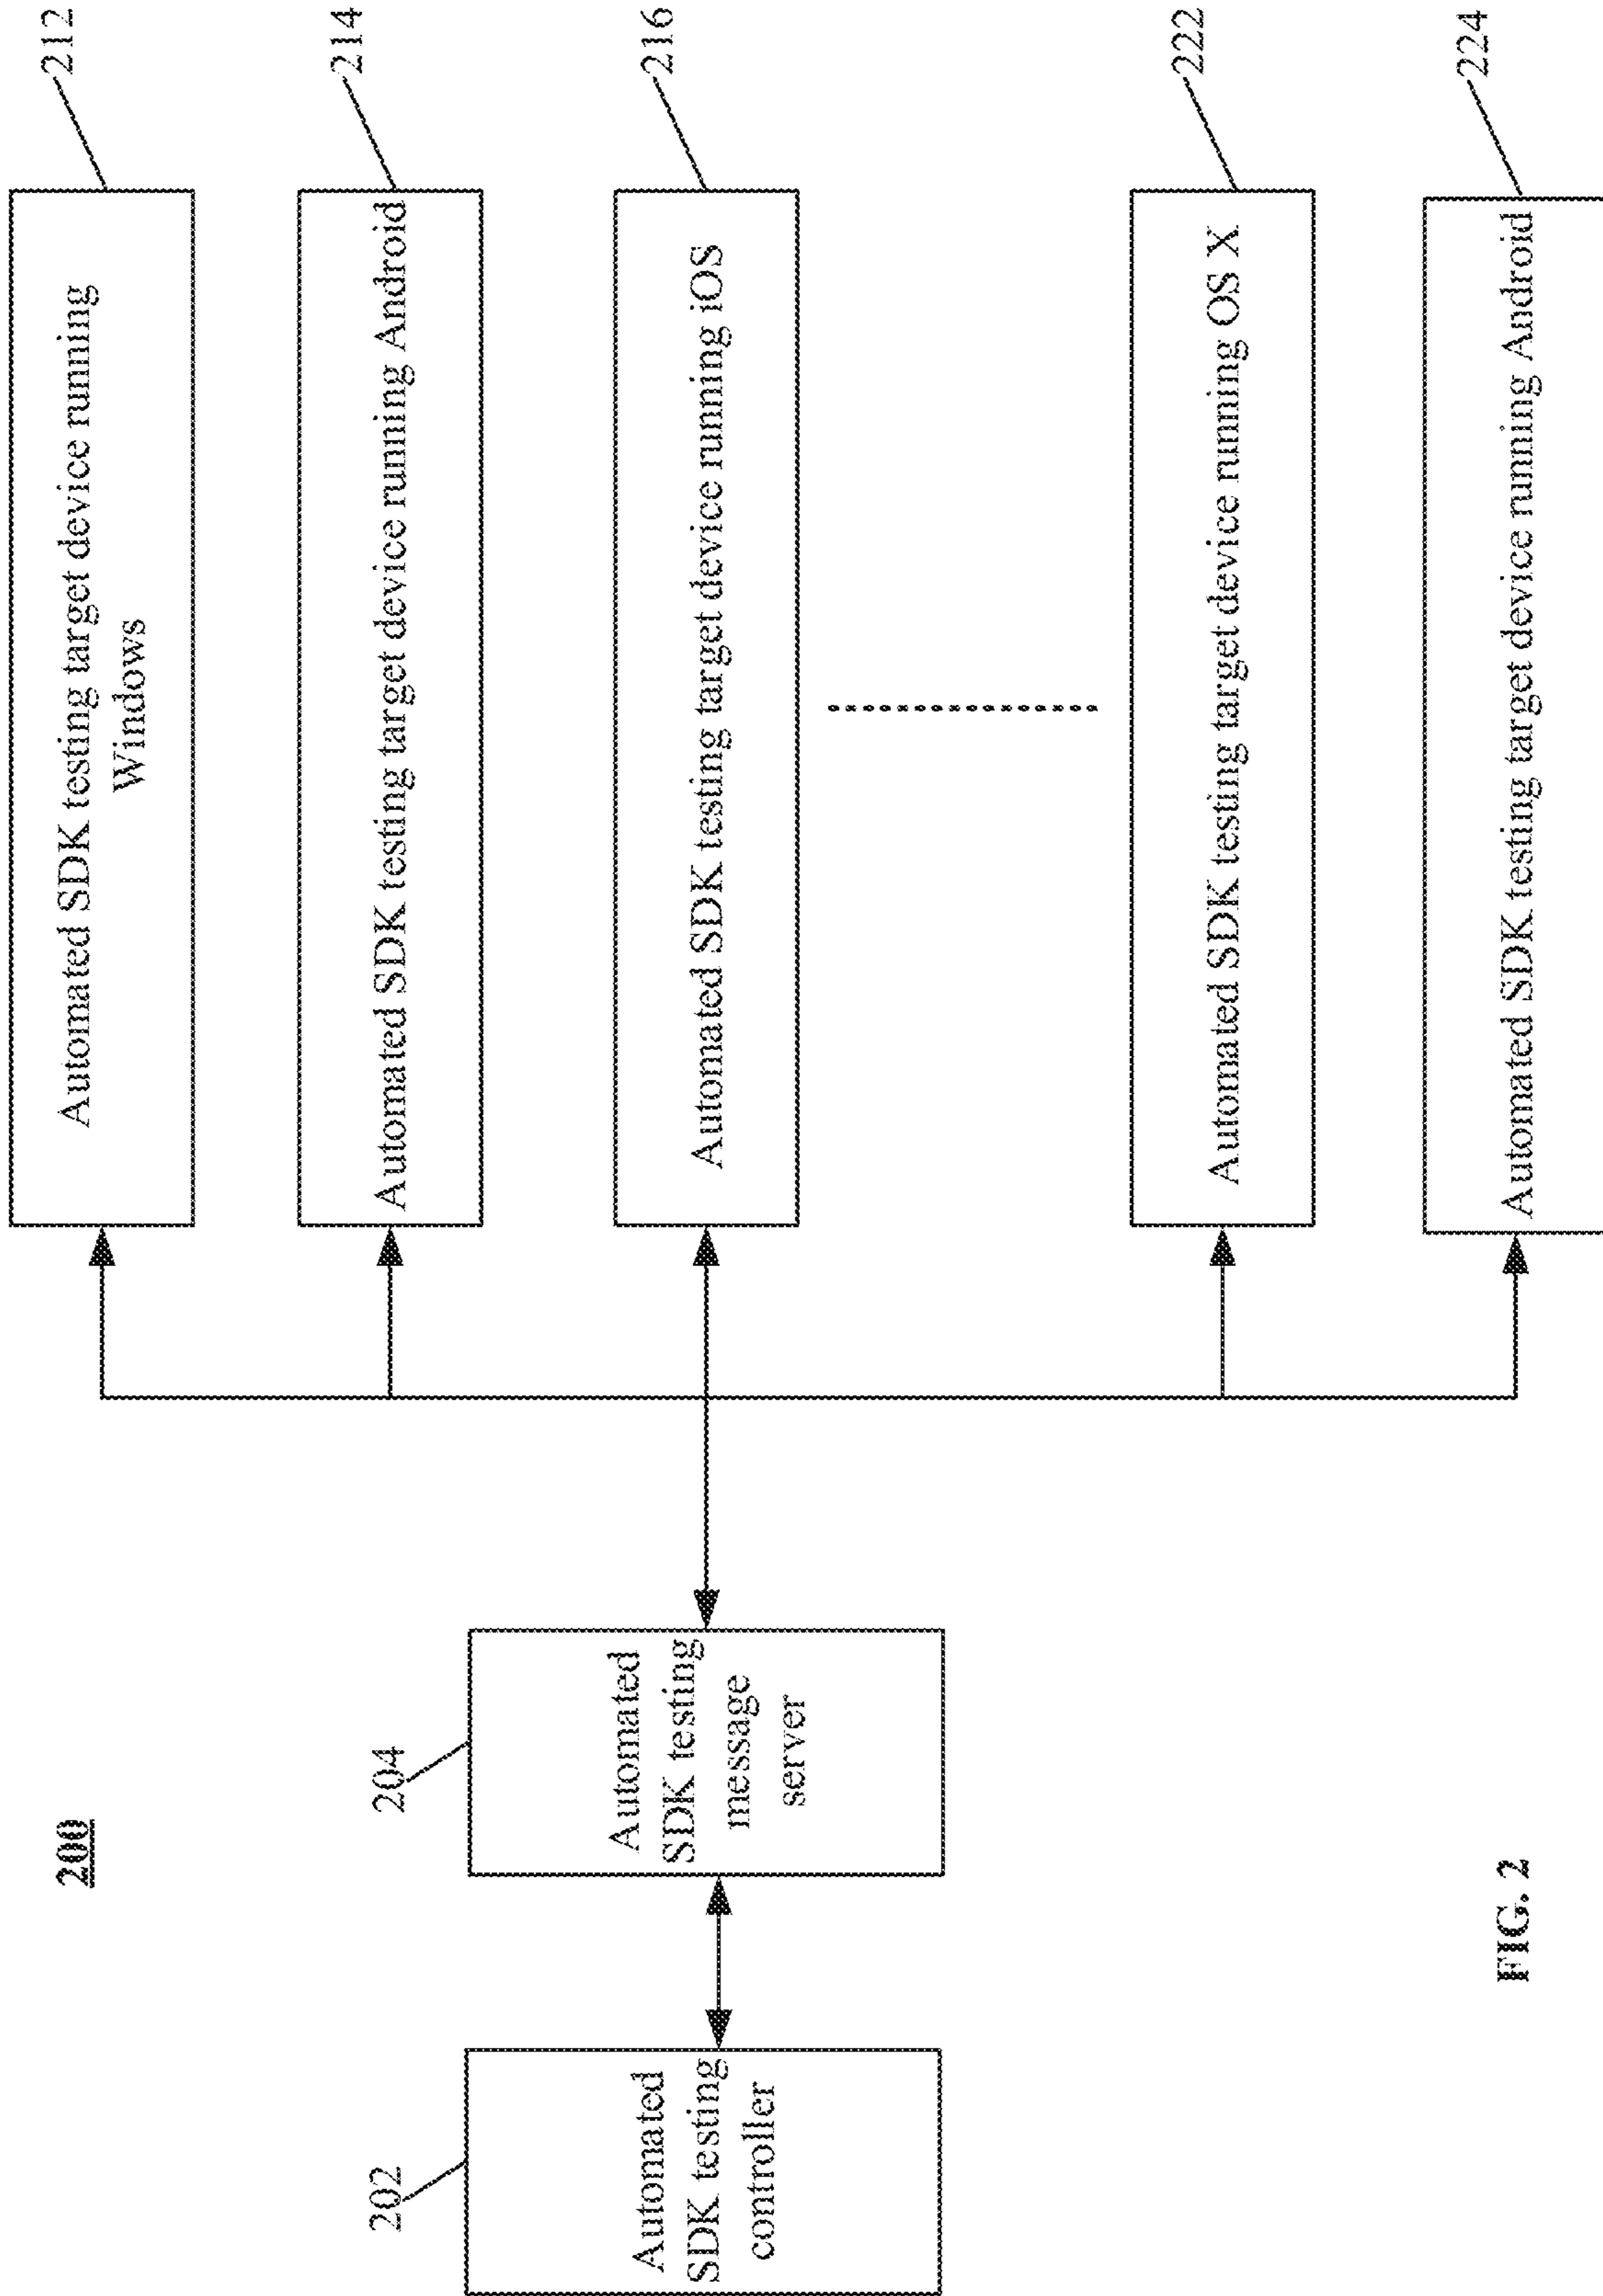 200
202
Automated
SDK testing
controller
204
Automated
SDK testing
message
server
Automated SDK testing target device running
Windows
212
Automated SDK testing target device running Android
214
Automated SDK testing target device running iOS
216
Automated SDK testing target device running OS X
222
Automated SDK testing target device running Android
224
FIG. 2